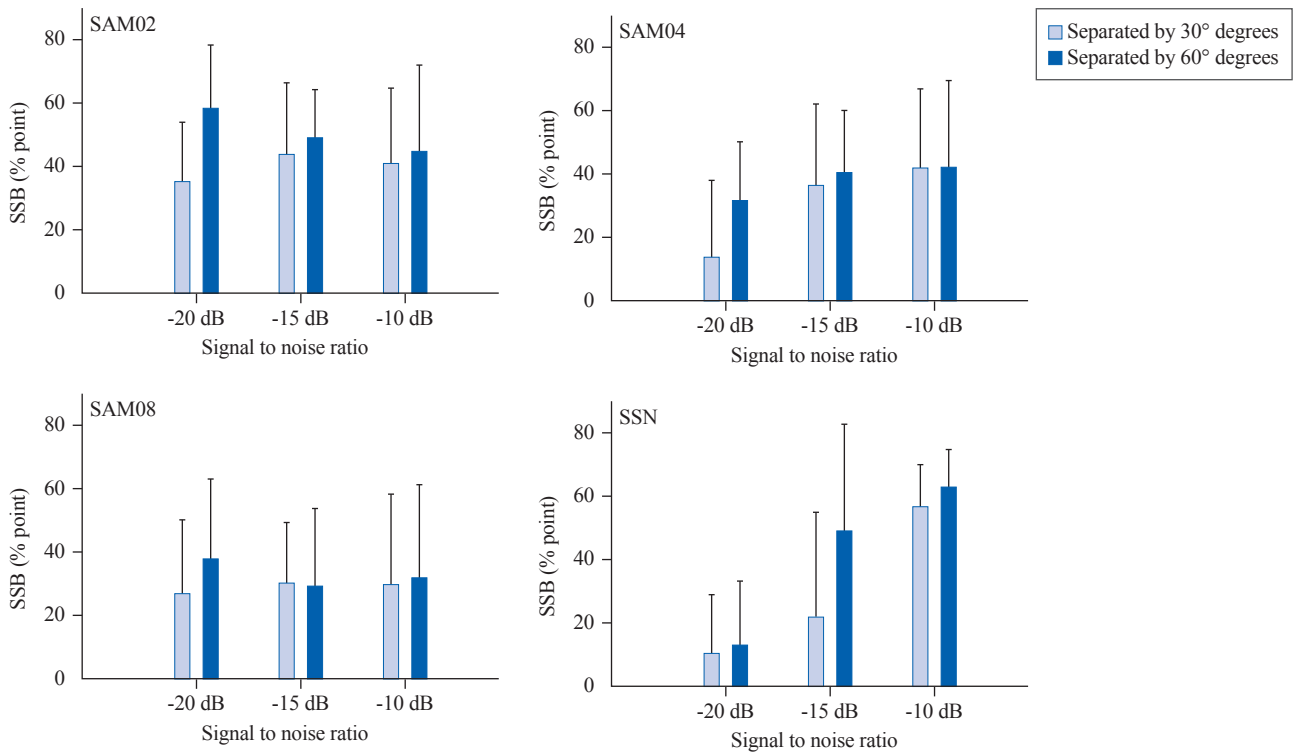 SAM02
80
60
40
20
0
SSB (% point)
-20 dB -15 dB -10 dB
Signal to noise ratio
SAM04
80
60
40
20
0
SSB (% point)
-20 dB -15 dB -10 dB
Signal to noise ratio
Separated by 30° degrees
Separated by 60° degrees
SAM08
80
60
40
20
0
SSB (% point)
-20 dB -15 dB -10 dB
Signal to noise ratio
SSN
80
60
40
20
0
SSB (% point)
-20 dB -15 dB -10 dB
Signal to noise ratio